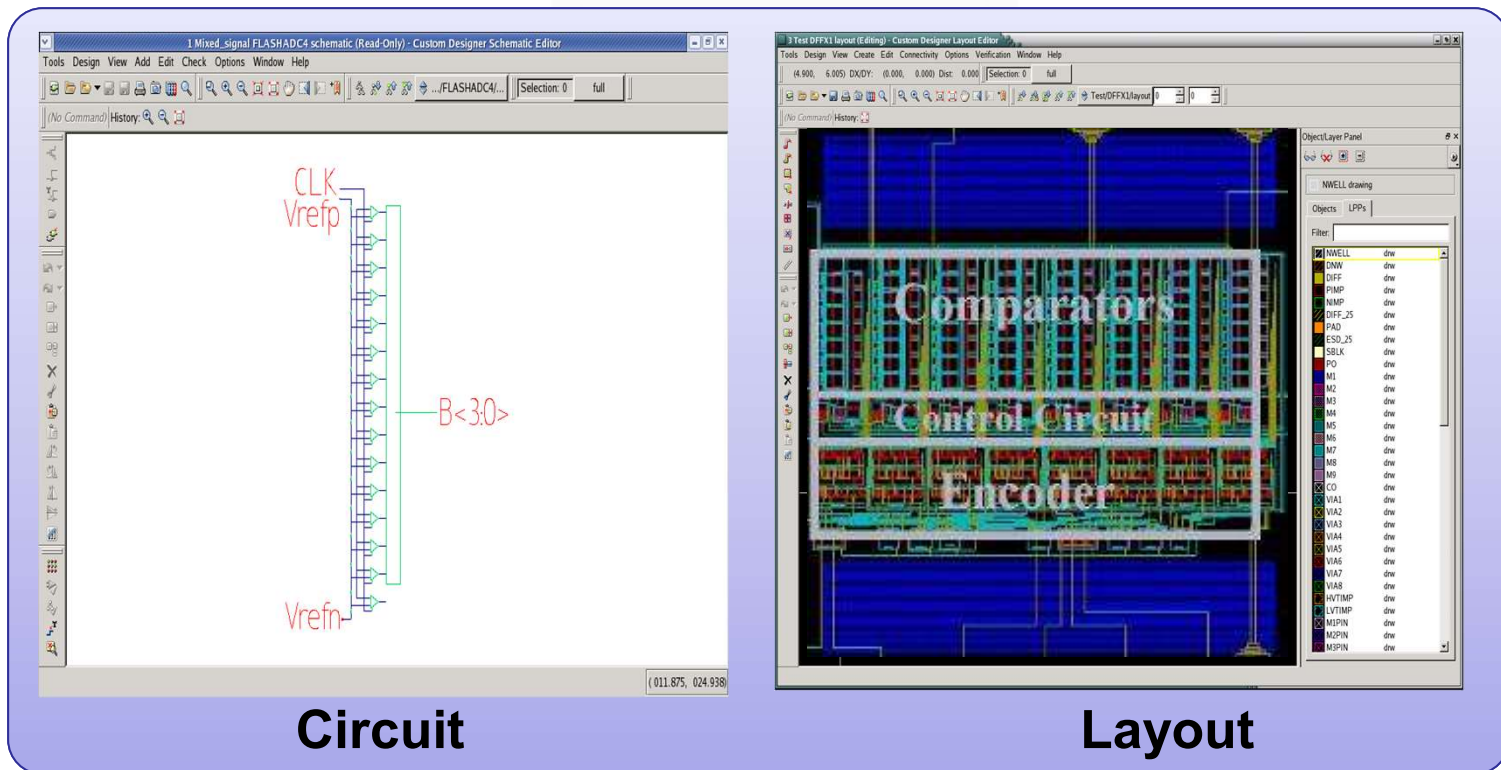 1 Mixed_signal FLASHADC4 schematic (Read-Only) - Custom Designer Schematic Editor
Tools Design View Add Edit Check Options Window Help
.../FLASHADC4/... Selection: 0 full
(No Command) History:
CLK
Vrefp
B<3:0>
Vrefn
( 011.875, 024.938)
Circuit
3 Test DFFX1 layout (Editing) - Custom Designer Layout Editor
Tools Design View Create Edit Connectivity Options Verification Window Help
(4.900, 6.005) DX/DY: (0.000, 0.000) Dist: 0.000 Selection: 0 full
Test/DFFX1/layout 0 0
(No Command) History:
Comparators
Control Circuit
Encoder
Object/Layer Panel
NWELL drawing
Objects LPPs
Filter:
NWELL drw
DNW drw
DIFF drw
PIMP drw
NIMP drw
DIFF_25 drw
PAD drw
ESD_25 drw
SBLK drw
PO drw
M1 drw
M2 drw
M3 drw
M4 drw
M5 drw
M6 drw
M7 drw
M8 drw
M9 drw
CO drw
VIA1 drw
VIA2 drw
VIA3 drw
VIA4 drw
VIA5 drw
VIA6 drw
VIA7 drw
VIA8 drw
HVTIMP drw
LVTIMP drw
M1PIN drw
M2PIN drw
M3PIN drw
Layout